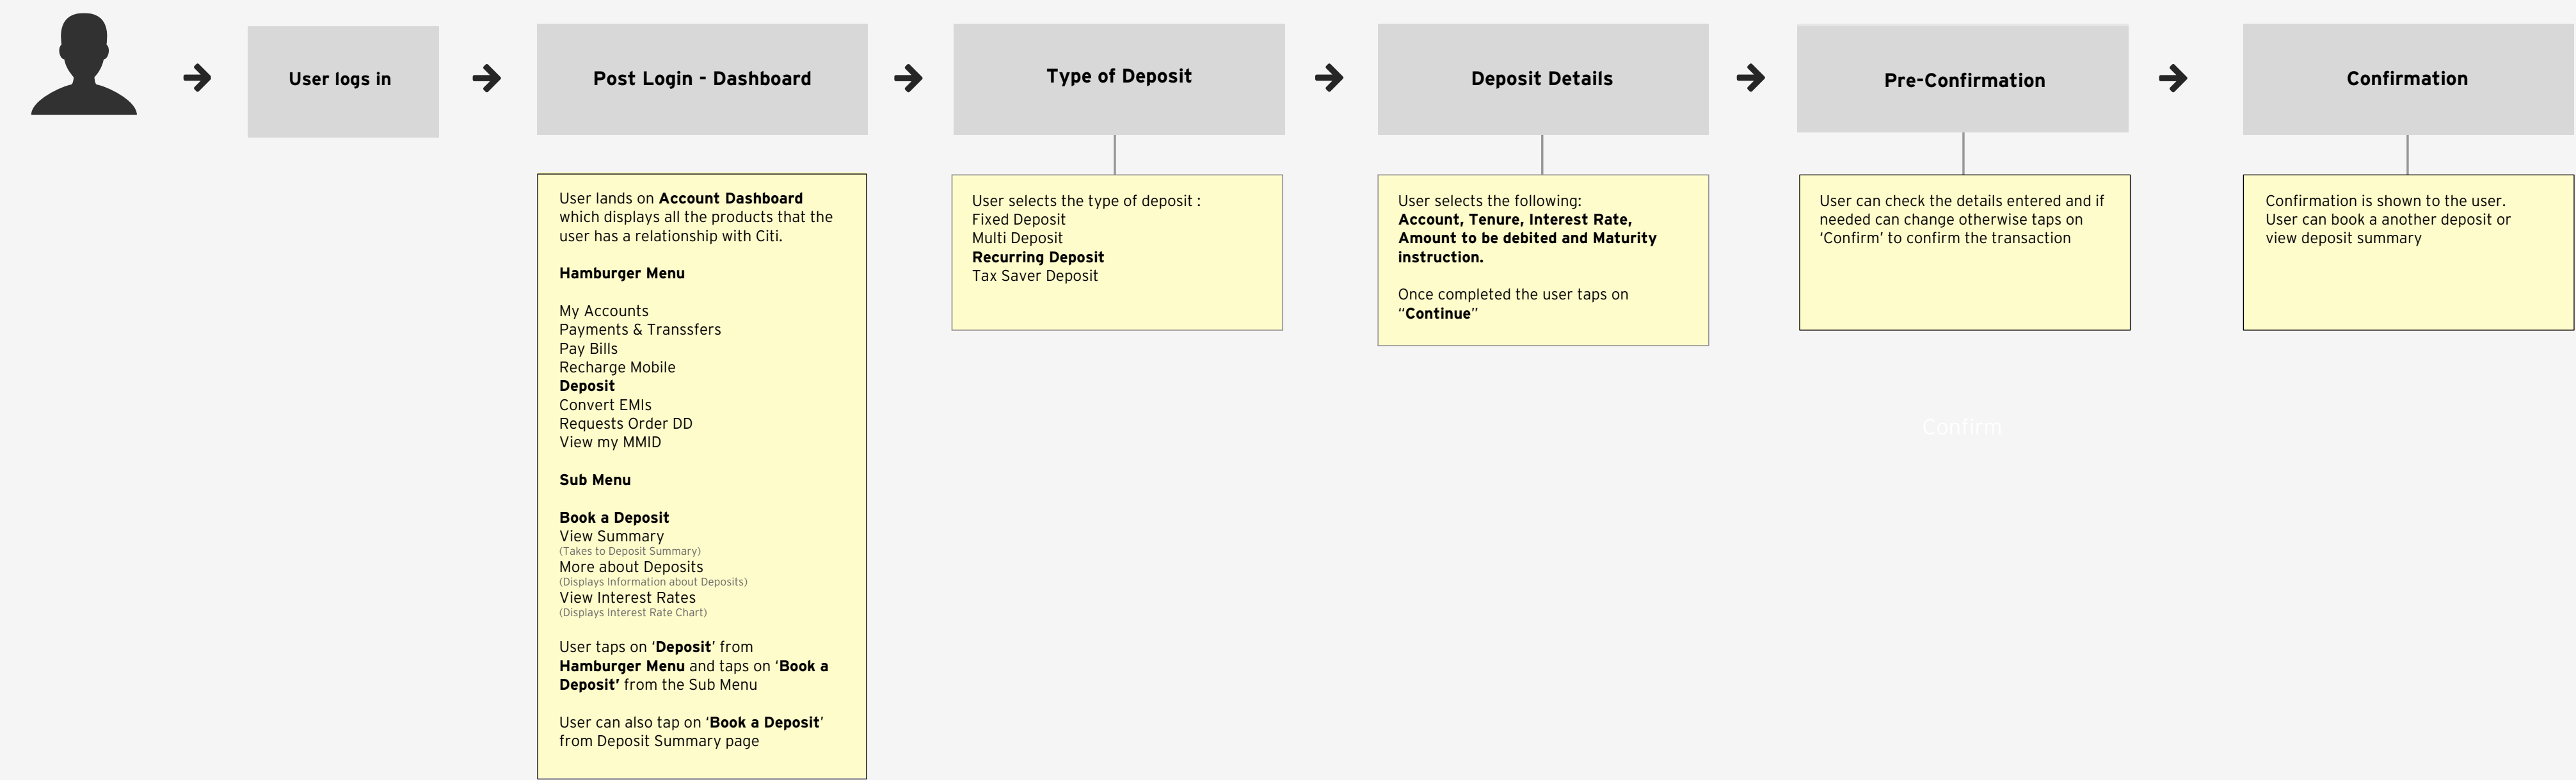 User logs in
Post Login - Dashboard
Type of Deposit
Deposit Details
Pre-Confirmation
Confirmation
User lands on Account Dashboard
which displays all the products that the
user has a relationship with Citi.
Hamburger Menu
My Accounts
Payments & Transsfers
Pay Bills
Recharge Mobile
Deposit
Convert EMIs
Requests Order DD
View my MMID
Sub Menu
Book a Deposit
View Summary
(Takes to Deposit Summary)
More about Deposits
(Displays Information about Deposits)
View Interest Rates
(Displays Interest Rate Chart)
User taps on ‘Deposit’ from
Hamburger Menu and taps on ‘Book a
Deposit’ from the Sub Menu
User can also tap on ‘Book a Deposit’
from Deposit Summary page
User selects the type of deposit :
Fixed Deposit
Multi Deposit
Recurring Deposit
Tax Saver Deposit
User selects the following:
Account, Tenure, Interest Rate,
Amount to be debited and Maturity
instruction.
Once completed the user taps on
“Continue”
User can check the details entered and if
needed can change otherwise taps on
‘Confirm’ to confirm the transaction
Confirm
Confirmation is shown to the user.
User can book a another deposit or
view deposit summary